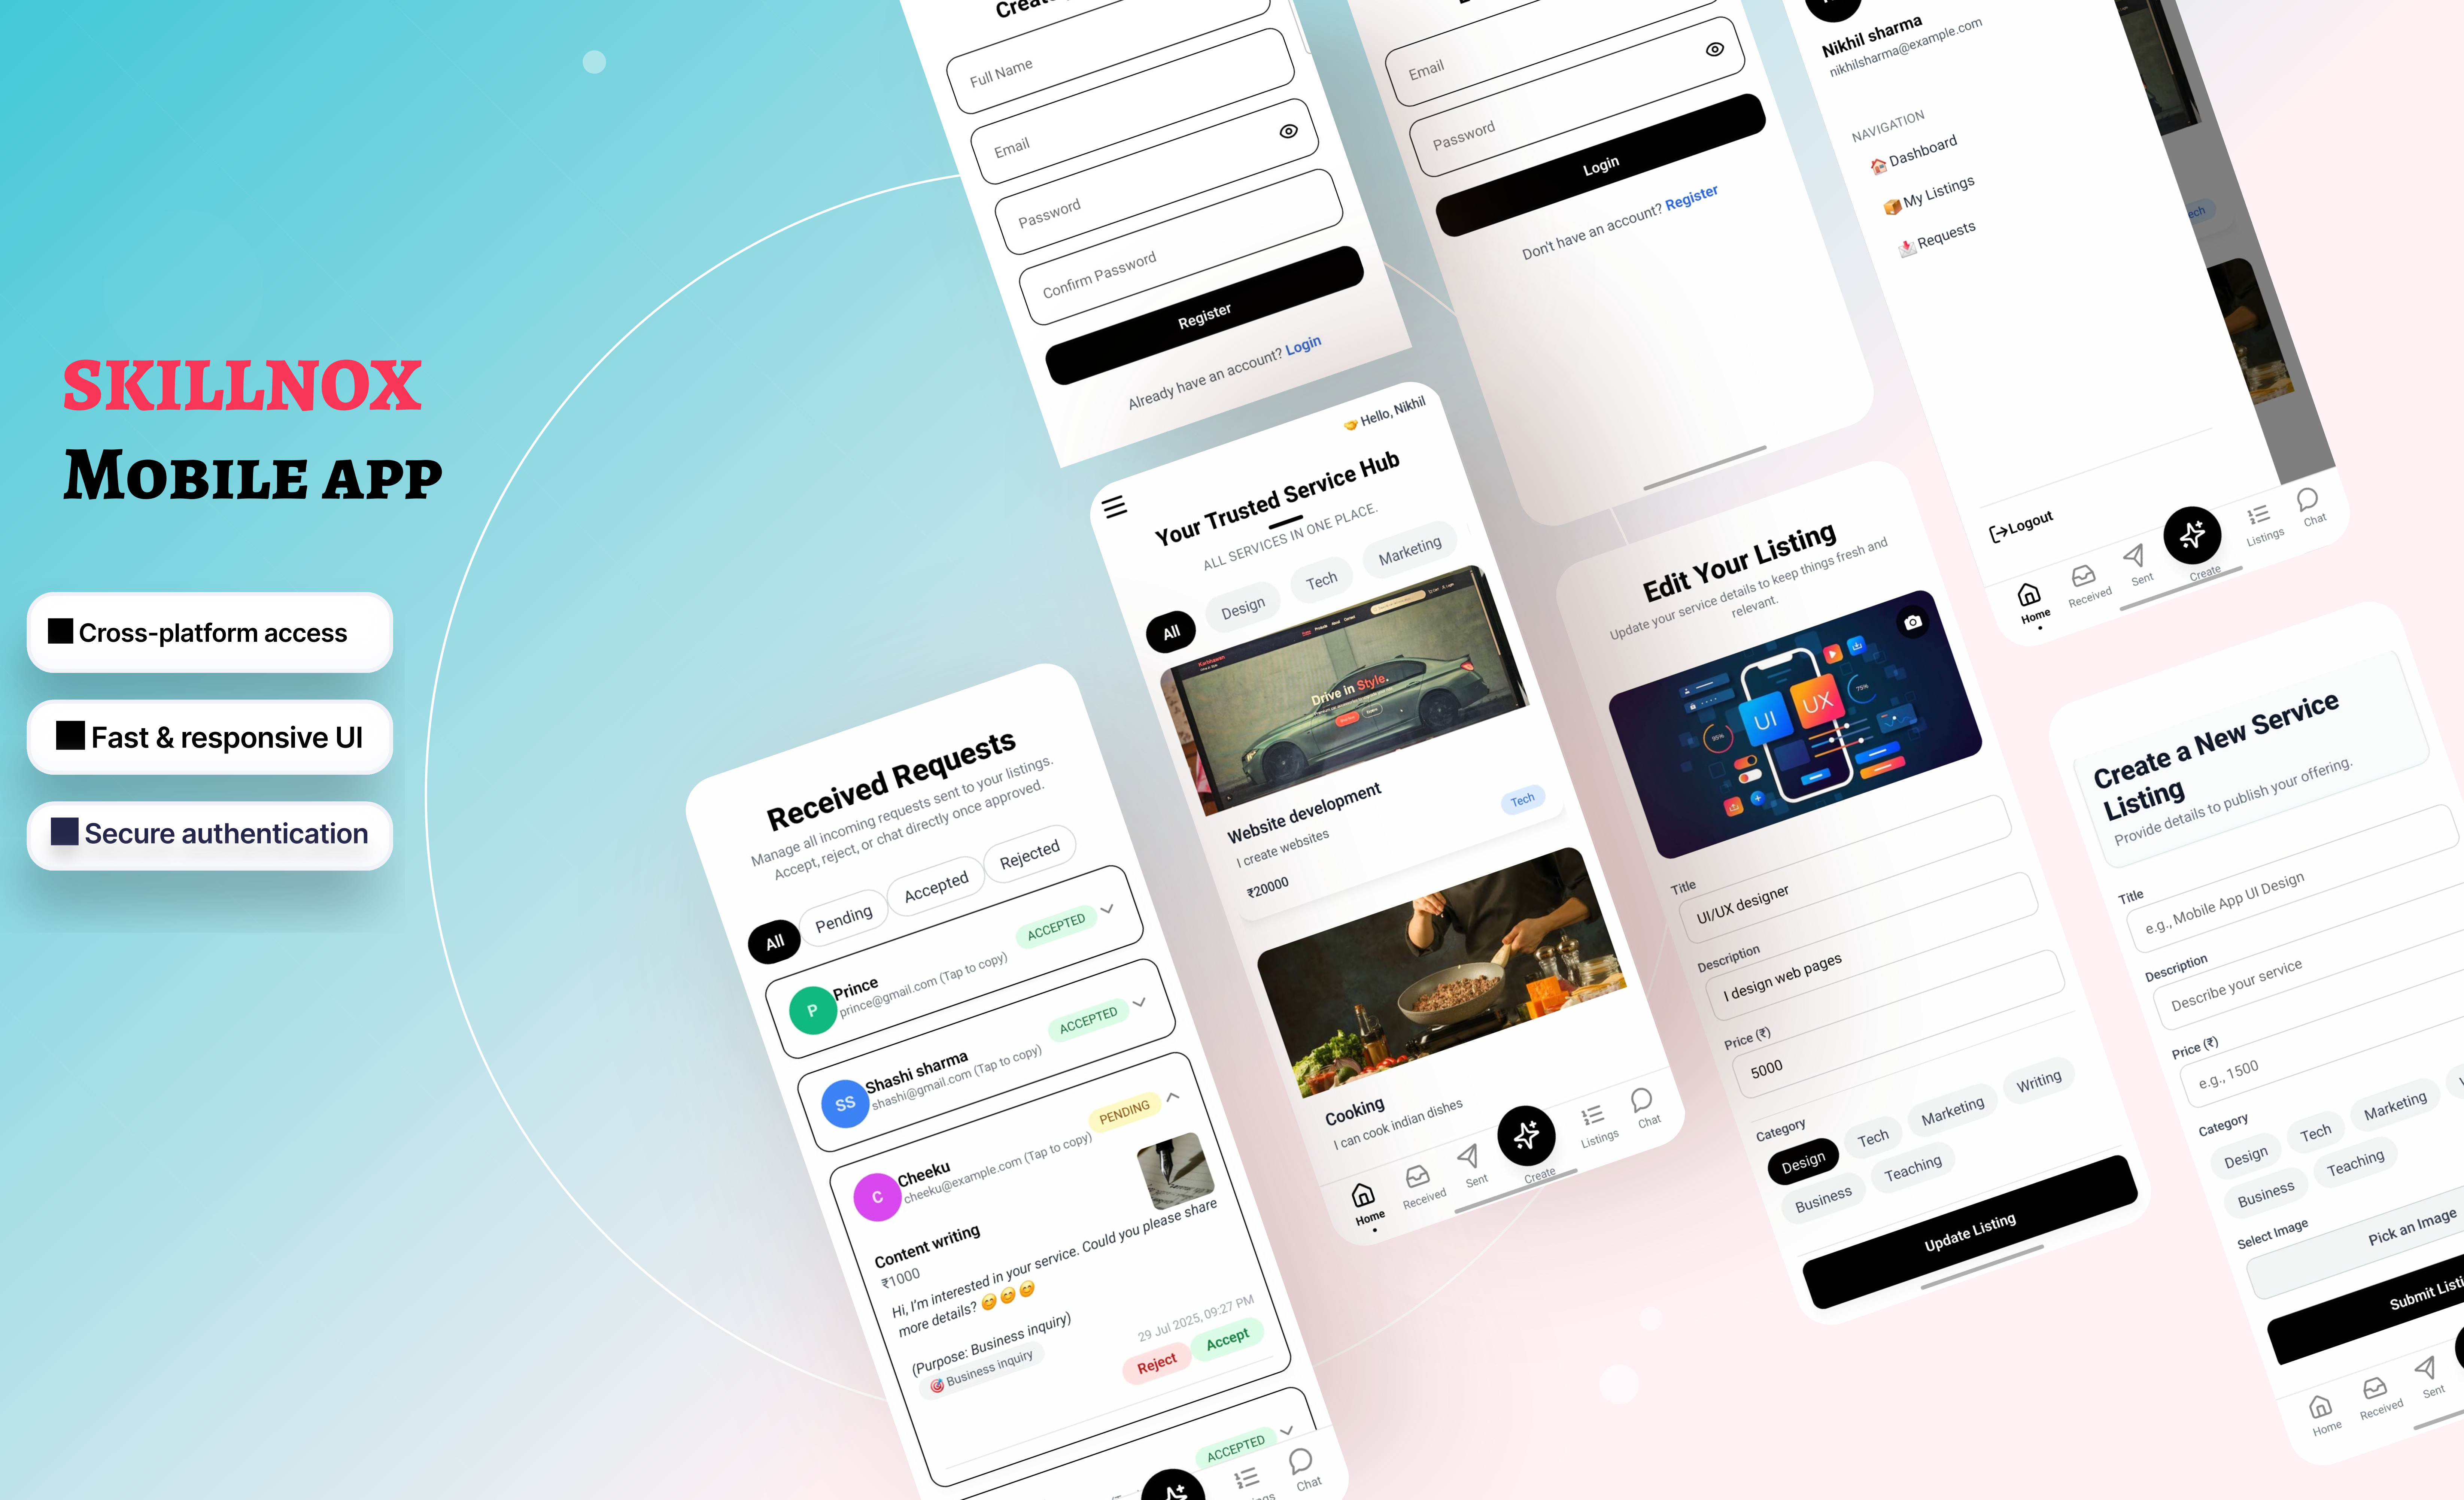 SKILLNOX
MOBILE APP
Cross-platform access
Fast & responsive UI
Secure authentication
Full Name
Email
Password
Confirm Password
Register
Already have an account? Login
Email
Password
Login
Don't have an account? Register
Nikhil sharma
nikhilsharma@example.com
NAVIGATION
🏠 Dashboard
📦 My Listings
📩 Requests
Logout
Home
Received
Sent
Create
Listings
Chat
🤝 Hello, Nikhil
Your Trusted Service Hub
ALL SERVICES IN ONE PLACE.
All
Design
Tech
Marketing
Drive in Style.
Website development
Tech
I create websites
₹20000
Cooking
I can cook indian dishes
Home
Received
Sent
Create
Listings
Chat
Received Requests
Manage all incoming requests sent to your listings.
Accept, reject, or chat directly once approved.
All
Pending
Accepted
Rejected
P
Prince
prince@gmail.com (Tap to copy)
ACCEPTED
SS
Shashi sharma
shashi@gmail.com (Tap to copy)
ACCEPTED
C
Cheeku
cheeku@example.com (Tap to copy)
PENDING
Content writing
₹1000
Hi, I'm interested in your service. Could you please share
more details? 😊😊😊
(Purpose: Business inquiry)
🎯 Business inquiry
29 Jul 2025, 09:27 PM
Reject
Accept
ACCEPTED
Chat
Edit Your Listing
Update your service details to keep things fresh and
relevant.
UI
UX
95%
75%
Title
UI/UX designer
Description
I design web pages
Price (₹)
5000
Category
Design
Tech
Marketing
Writing
Business
Teaching
Update Listing
Create a New Service
Listing
Provide details to publish your offering.
Title
e.g., Mobile App UI Design
Description
Describe your service
Price (₹)
e.g., 1500
Category
Design
Tech
Marketing
Business
Teaching
Select Image
Pick an Image
Submit
Home
Received
Sent